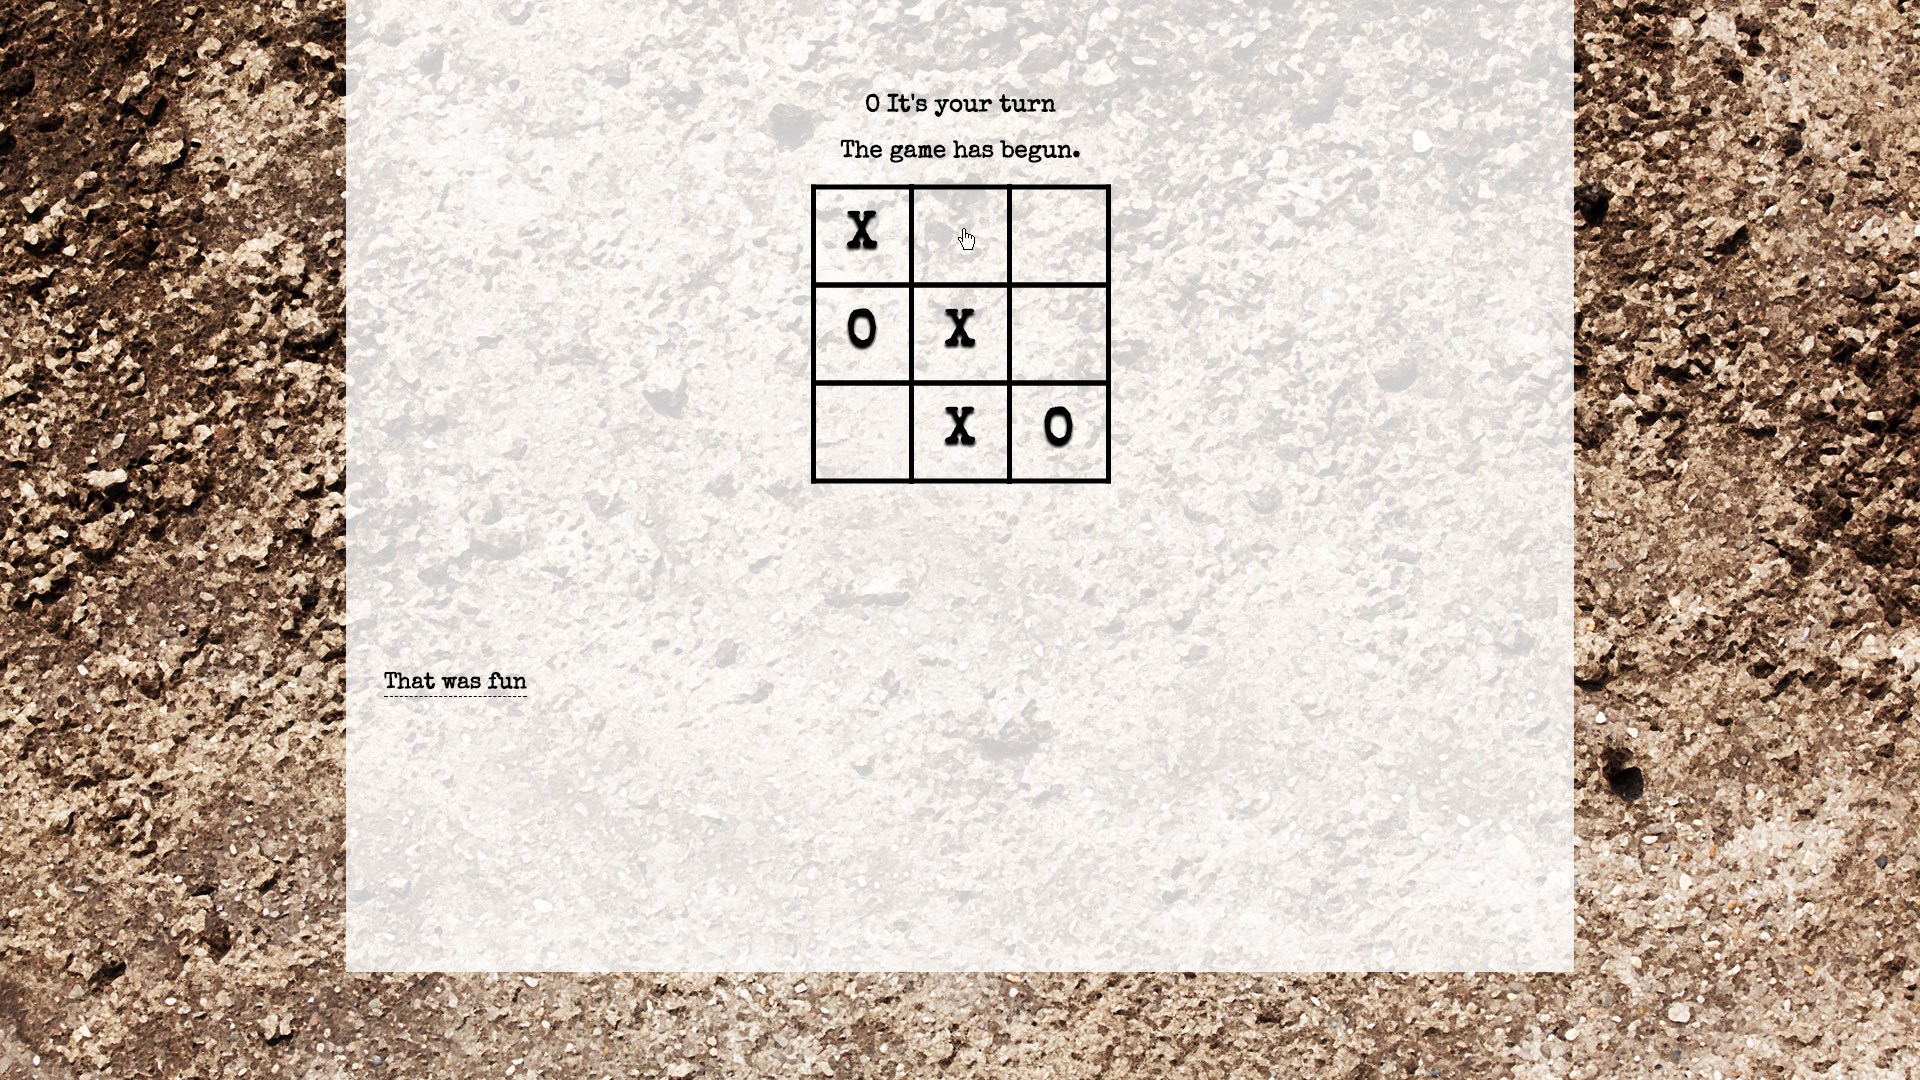 O It's your turn
The game has begun.
X
O X
X O
That was fun